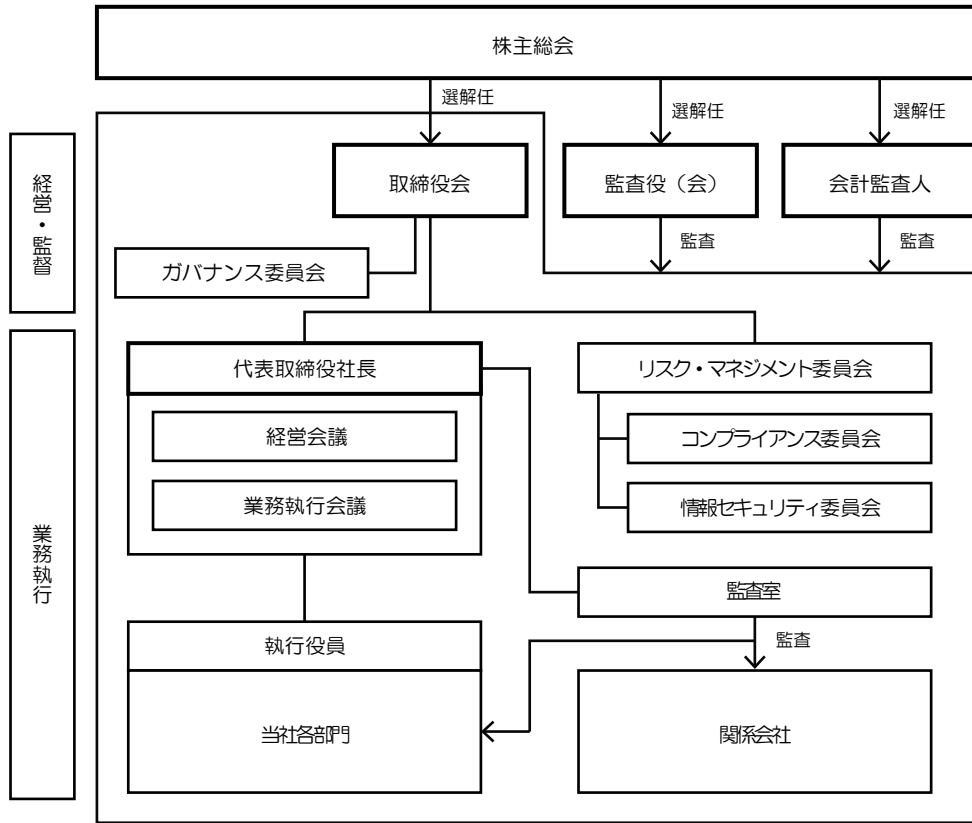 株主総会
選解任
選解任
選解任
経営・監督
取締役会
監査役（会）
会計監査人
監査
監査
ガバナンス委員会
業務執行
代表取締役社長
リスク・マネジメント委員会
経営会議
コンプライアンス委員会
業務執行会議
情報セキュリティ委員会
監査室
執行役員
監査
当社各部門
関係会社